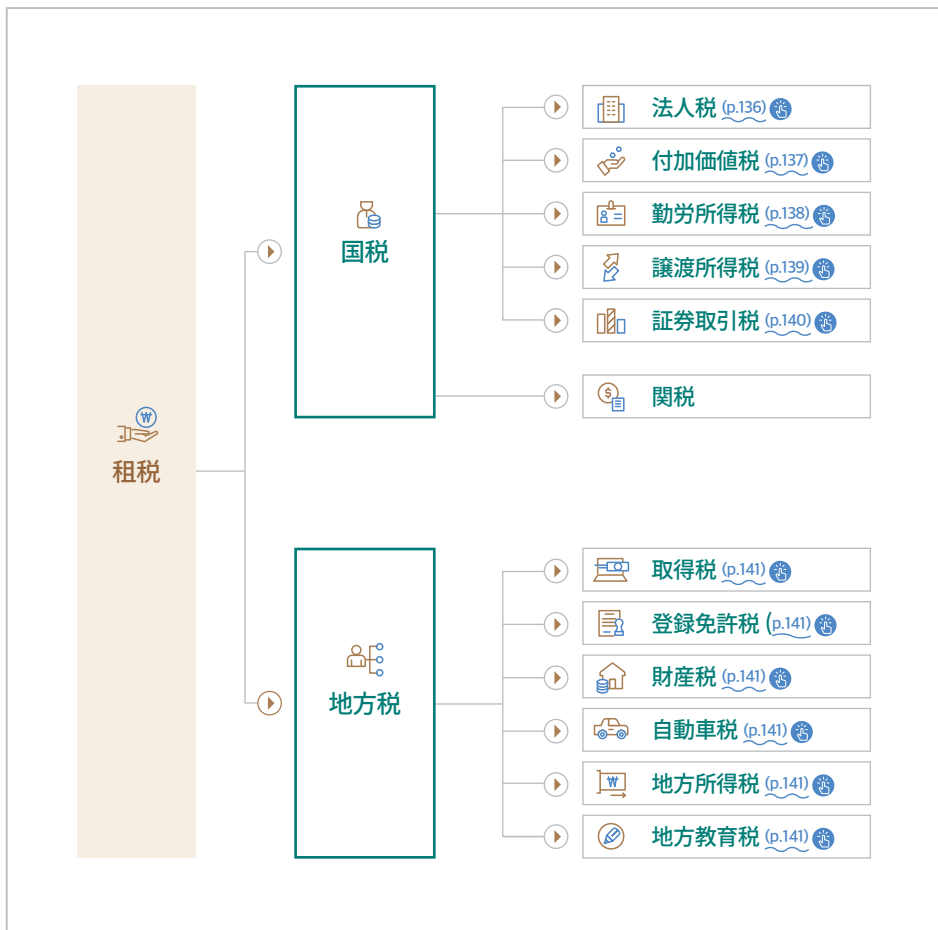 租税
国税
法人税 (p.136)
付加価値税 (p.137)
勤労所得税 (p.138)
譲渡所得税 (p.139)
証券取引税 (p.140)
関税
地方税
取得税 (p.141)
登録免許税 (p.141)
財産税 (p.141)
自動車税 (p.141)
地方所得税 (p.141)
地方教育税 (p.141)